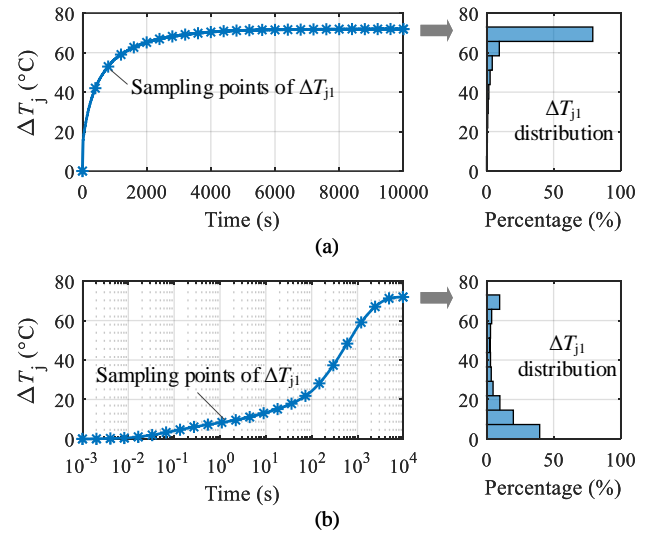 80
60
40
20
0
ΔTj (°C)
Sampling points of ΔTj1
0 2000 4000 6000 8000 10000
Time (s)
80
60
40
20
0
ΔTj1
distribution
0 50 100
Percentage (%)
(a)
80
60
40
20
0
ΔTj (°C)
Sampling points of ΔTj1
10-3 10-2 10-1 100 101 102 103 104
Time (s)
80
60
40
20
0
ΔTj1
distribution
0 50 100
Percentage (%)
(b)